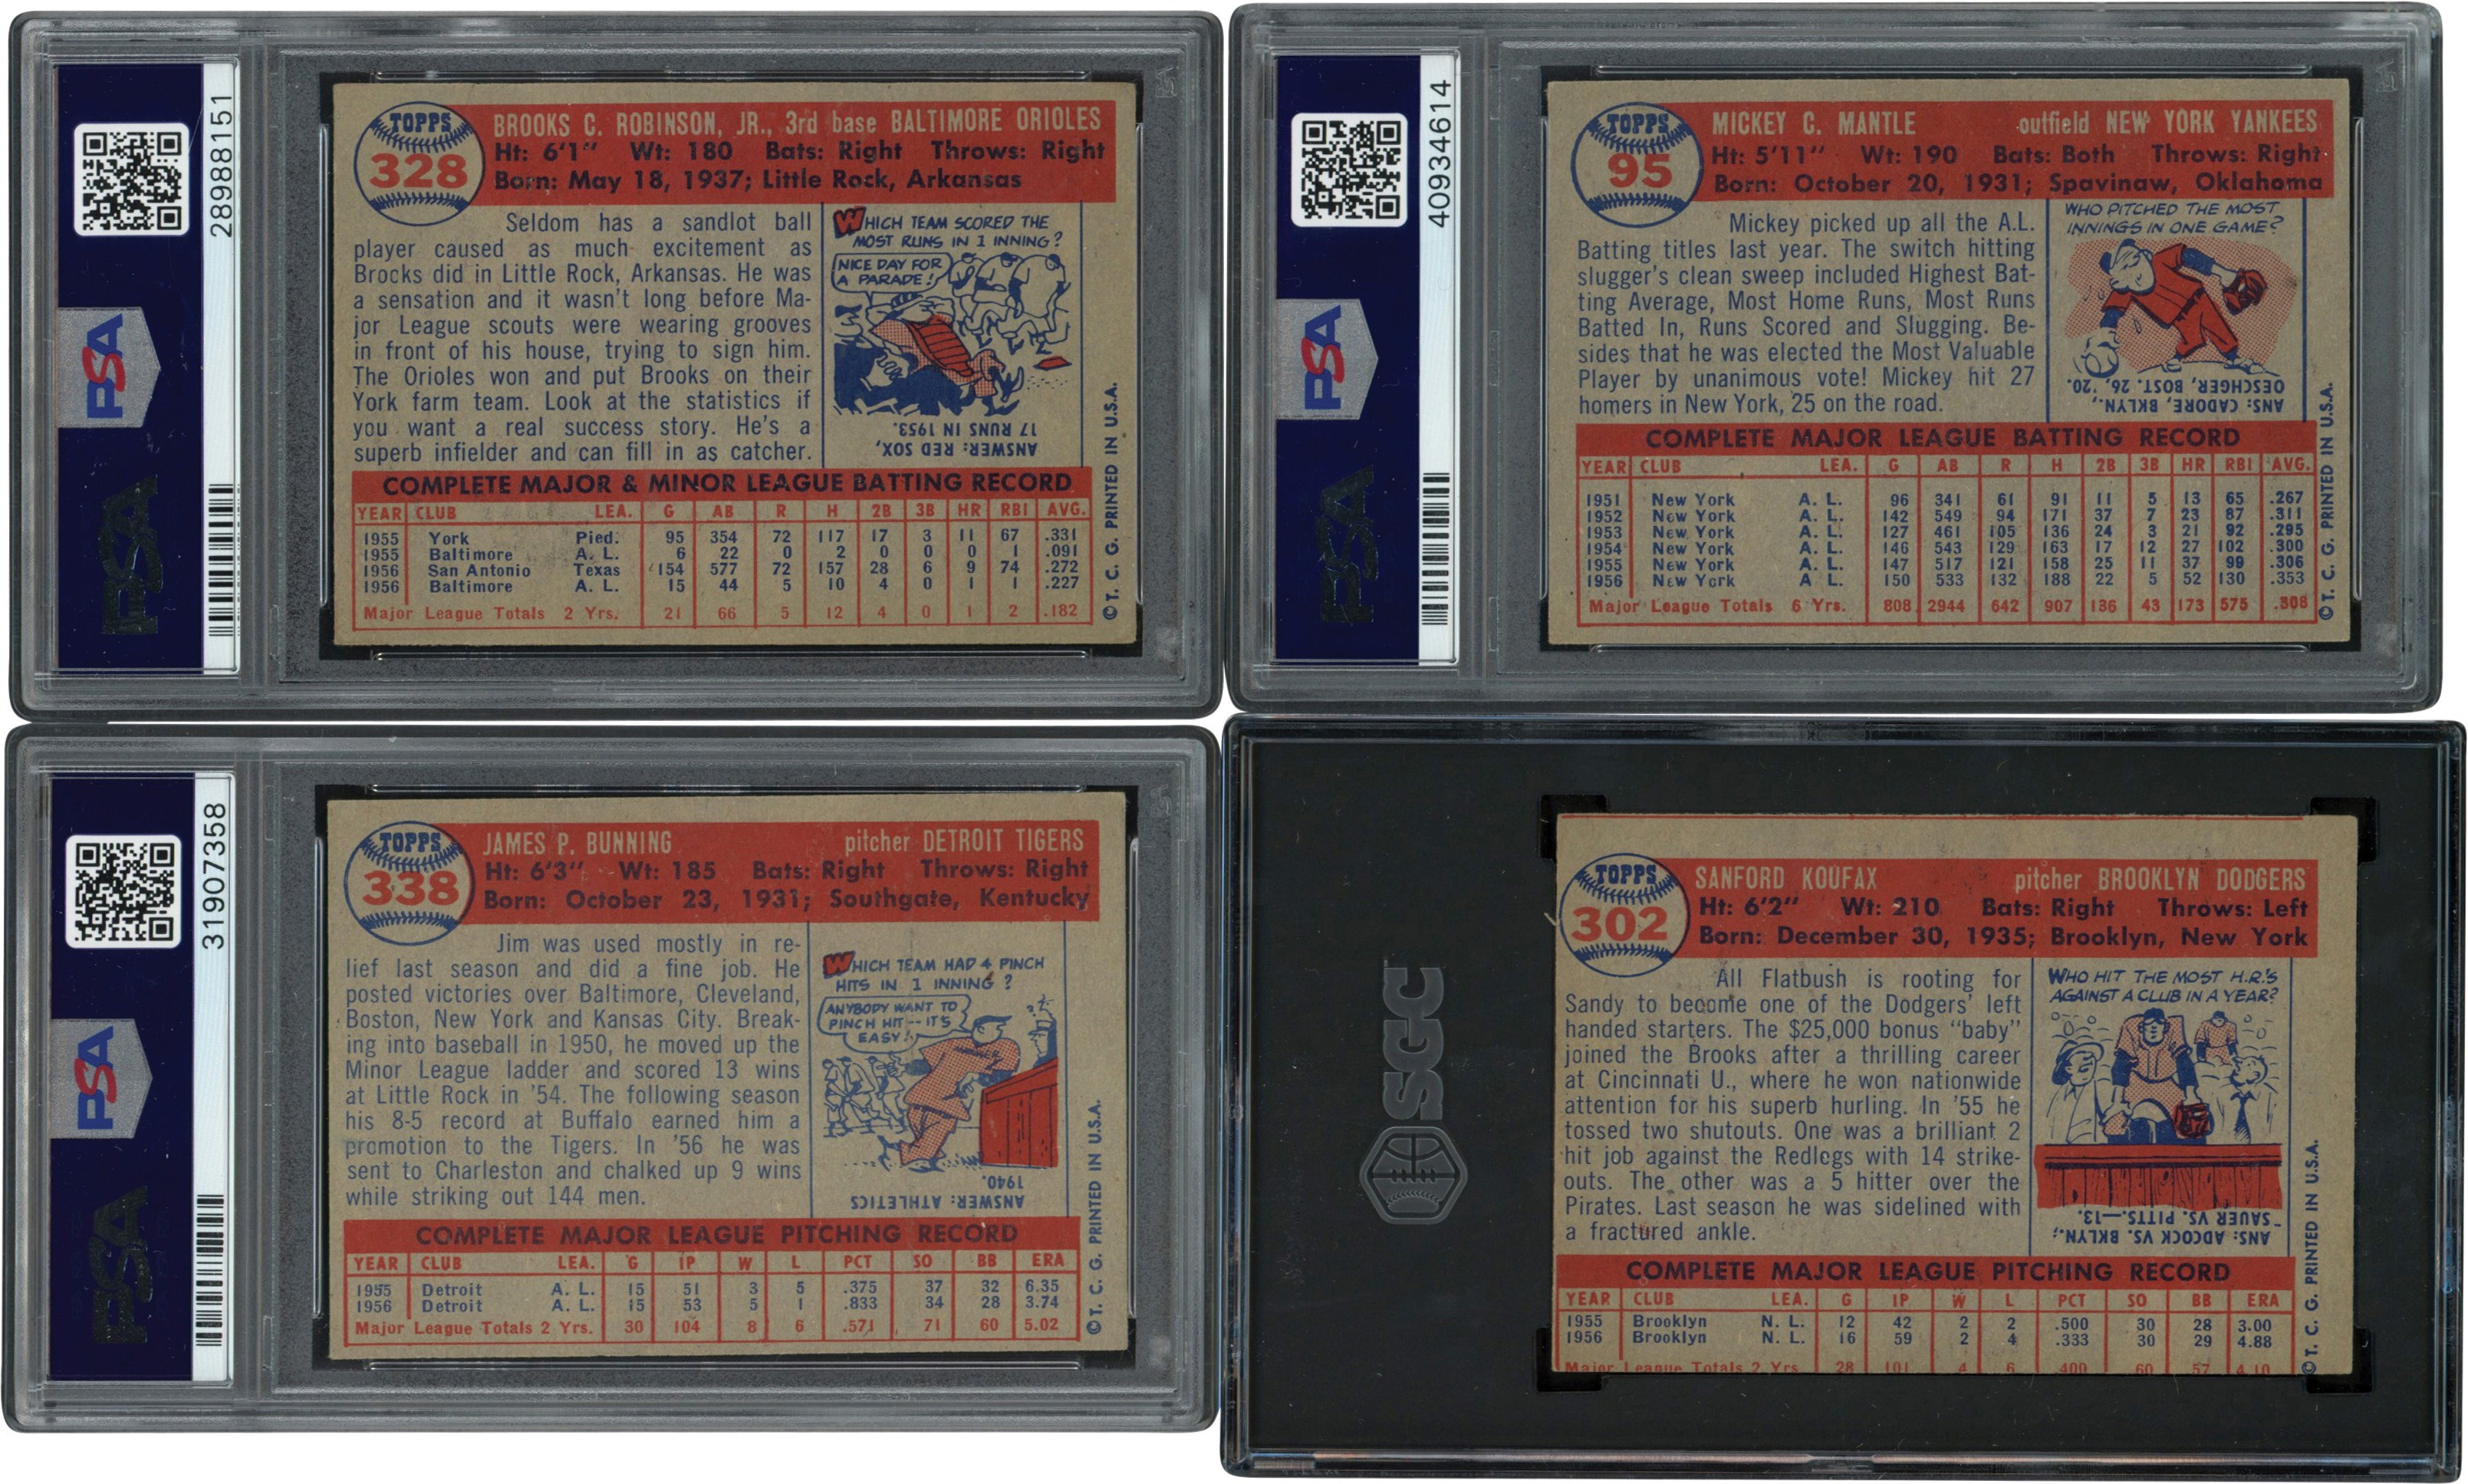 28988151
PSA
PSA
TOPPS
328
BROOKS C. ROBINSON, JR., 3rd base BALTIMORE ORIOLES
Ht: 6'1" Wt: 180 Bats: Right Throws: Right
Born: May 18, 1937; Little Rock, Arkansas
Seldom has a sandlot ball
player caused as much excitement as
Brocks did in Little Rock, Arkansas. He was
a sensation and it wasn't long before Ma-
jor League scouts were wearing grooves
in front of his house, trying to sign him.
The Orioles won and put Brooks on their
York farm team. Look at the statistics if
you want a real success story. He's a
superb infielder and can fill in as catcher.
WHICH TEAM SCORED THE
MOST RUNS IN 1 INNING?
NICE DAY FOR
A PARADE!
ANSWER: RED SOX,
17 RUNS IN 1953.
COMPLETE MAJOR & MINOR LEAGUE BATTING RECORD
YEAR CLUB LEA. G AB R H 2B 3B HR RBI AVG.
1955 York Pied. 95 354 72 117 17 3 11 67 .331
1955 Baltimore A. L. 6 22 0 2 0 0 0 1 .091
1956 San Antonio Texas 154 577 72 157 28 6 9 74 .272
1956 Baltimore A. L. 15 44 5 10 4 0 1 1 .227
Major League Totals 2 Yrs. 21 66 5 12 4 0 1 2 .182
© T. C. G. PRINTED IN U.S.A.
40934614
PSA
PSA
TOPPS
95
MICKEY C. MANTLE outfield NEW YORK YANKEES
Ht: 5'11" Wt: 190 Bats: Both Throws: Right
Born: October 20, 1931; Spavinaw, Oklahoma
Mickey picked up all the A.L.
Batting titles last year. The switch hitting
slugger's clean sweep included Highest Bat-
ting Average, Most Home Runs, Most Runs
Batted In, Runs Scored and Slugging. Be-
sides that he was elected the Most Valuable
Player by unanimous vote! Mickey hit 27
homers in New York, 25 on the road.
WHO PITCHED THE MOST
INNINGS IN ONE GAME?
ANS: CADORE, BKLYN.,
OESCHGER, BOST. 26, '20.
COMPLETE MAJOR LEAGUE BATTING RECORD
YEAR CLUB LEA. G AB R H 2B 3B HR RBI AVG.
1951 New York A. L. 96 341 61 91 11 5 13 65 .267
1952 New York A. L. 142 549 94 171 37 7 23 87 .311
1953 New York A. L. 127 461 105 136 24 3 21 92 .295
1954 New York A. L. 146 543 129 163 17 12 27 102 .300
1955 New York A. L. 147 517 121 158 25 11 37 99 .306
1956 New York A. L. 150 533 132 188 22 5 52 130 .353
Major League Totals 6 Yrs. 808 2944 642 907 136 43 173 575 .308
© T. C. G. PRINTED IN U.S.A.
31907358
PSA
PSA
TOPPS
338
JAMES P. BUNNING pitcher DETROIT TIGERS
Ht: 6'3" Wt: 185 Bats: Right Throws: Right
Born: October 23, 1931; Southgate, Kentucky
Jim was used mostly in re-
lief last season and did a fine job. He
posted victories over Baltimore, Cleveland,
Boston, New York and Kansas City. Break-
ing into baseball in 1950, he moved up the
Minor League ladder and scored 13 wins
at Little Rock in '54. The following season
his 8-5 record at Buffalo earned him a
promotion to the Tigers. In '56 he was
sent to Charleston and chalked up 9 wins
while striking out 144 men.
WHICH TEAM HAD 4 PINCH
HITS IN 1 INNING?
ANYBODY WANT TO
PINCH HIT -- IT'S
EASY!
ANSWER: ATHLETICS
1940.
COMPLETE MAJOR LEAGUE PITCHING RECORD
YEAR CLUB LEA. G IP W L PCT SO BB ERA
1955 Detroit A. L. 15 51 3 5 .375 37 32 6.35
1956 Detroit A. L. 15 53 5 1 .833 34 28 3.74
Major League Totals 2 Yrs. 30 104 8 6 .571 71 60 5.02
© T. C. G. PRINTED IN U.S.A.
SGC
TOPPS
302
SANFORD KOUFAX pitcher BROOKLYN DODGERS
Ht: 6'2" Wt: 210 Bats: Right Throws: Left
Born: December 30, 1935; Brooklyn, New York
All Flatbush is rooting for
Sandy to become one of the Dodgers' left
handed starters. The $25,000 bonus "baby"
joined the Brooks after a thrilling career
at Cincinnati U., where he won nationwide
attention for his superb hurling. In '55 he
tossed two shutouts. One was a brilliant 2
hit job against the Redlegs with 14 strike-
outs. The other was a 5 hitter over the
Pirates. Last season he was sidelined with
a fractured ankle.
WHO HIT THE MOST H.R.'S
AGAINST A CLUB IN A YEAR?
ANS: ADCOCK VS. BKLYN.,
SAUER VS. PITTS.—13.
COMPLETE MAJOR LEAGUE PITCHING RECORD
YEAR CLUB LEA. G IP W L PCT SO BB ERA
1955 Brooklyn N. L. 12 42 2 2 .500 30 28 3.00
1956 Brooklyn N. L. 16 59 2 4 .333 30 29 4.88
Major League Totals 2 Yrs 28 101 4 6 .400 60 57 4.10
© T. C. G. PRINTED IN U.S.A.